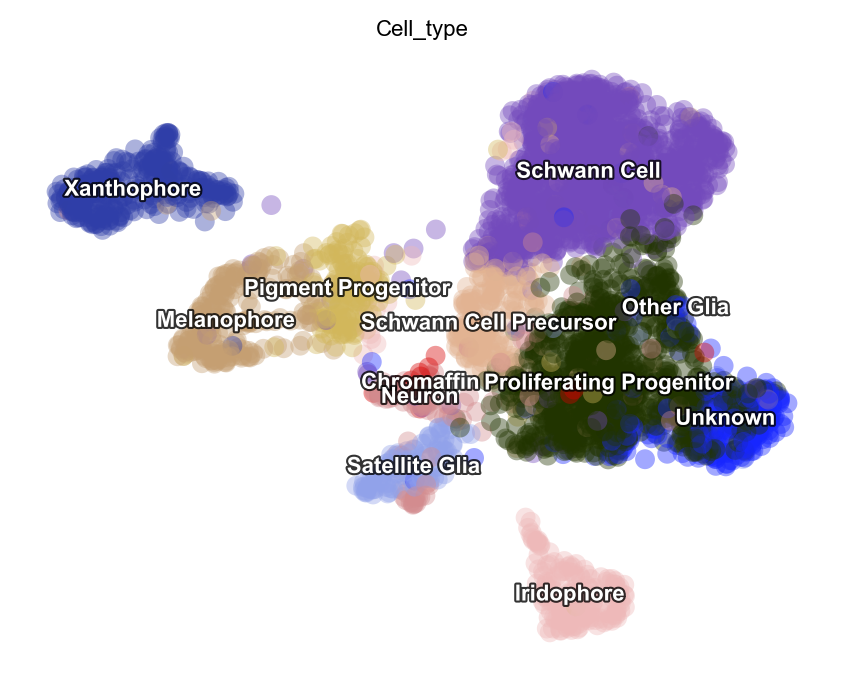 Cell_type
Schwann Cell
Xanthophore
Pigment Progenitor
Other Glia
Melanophore
Schwann Cell Precursor
Chromaffin
Proliferating Progenitor
Neuron
Unknown
Satellite Glia
Iridophore